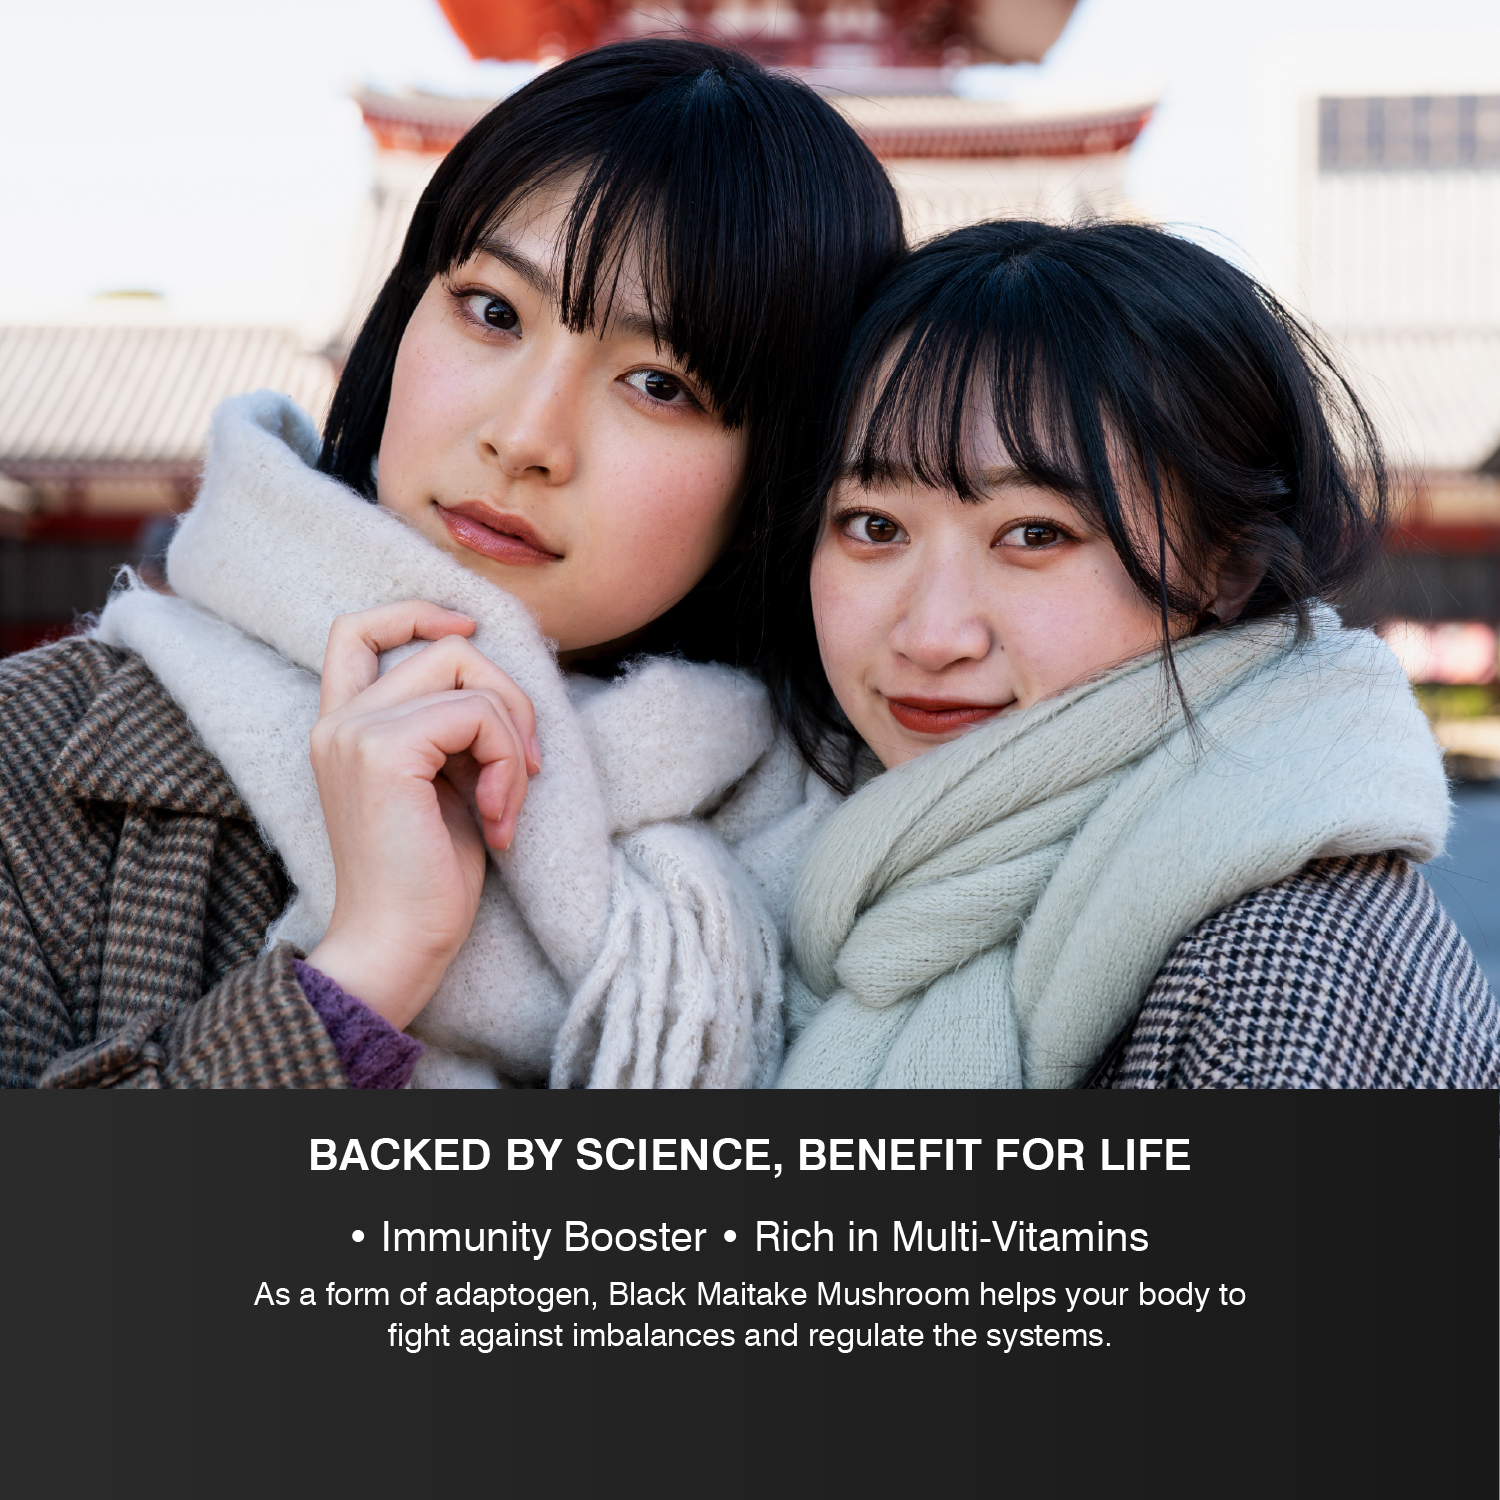 BACKED BY SCIENCE, BENEFIT FOR LIFE
• Immunity Booster • Rich in Multi-Vitamins
As a form of adaptogen, Black Maitake Mushroom helps your body to
fight against imbalances and regulate the systems.